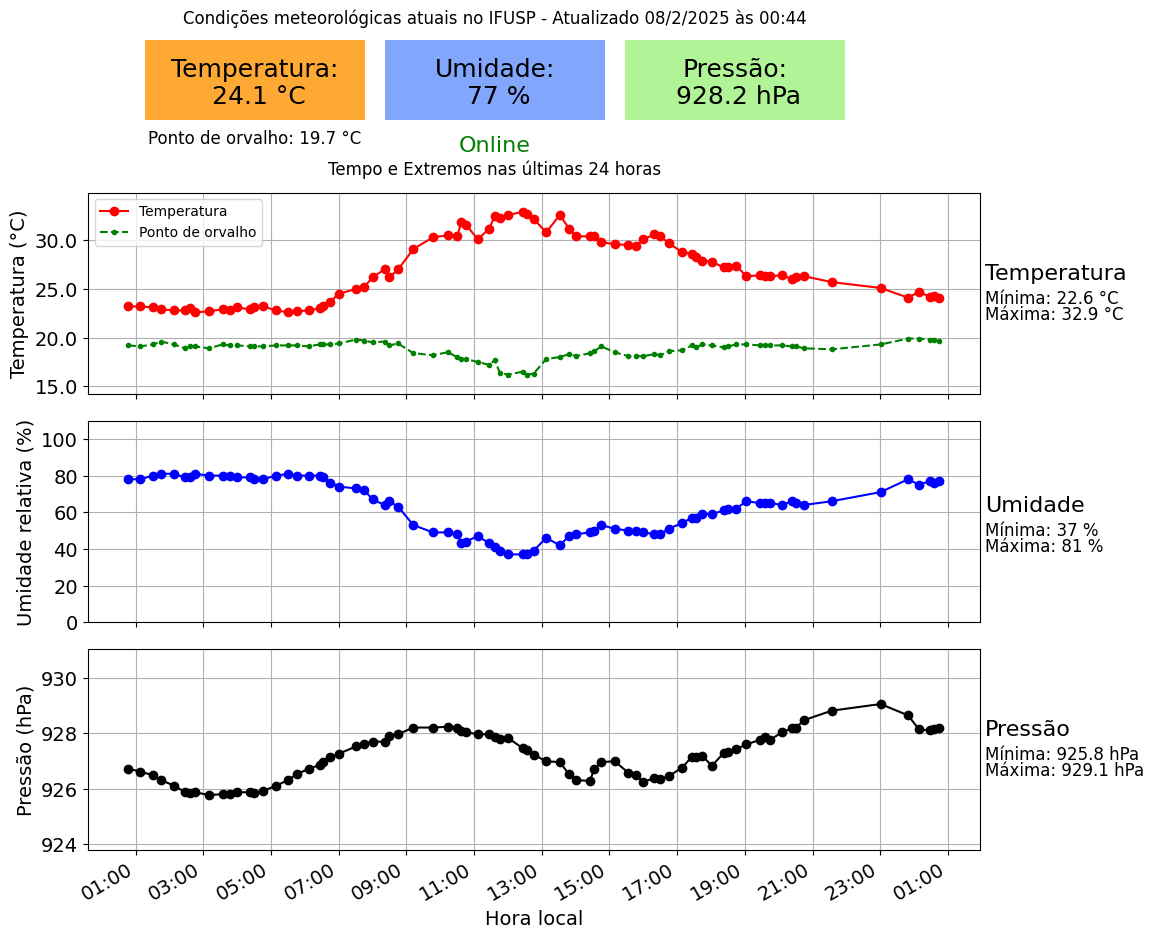 Condições meteorológicas atuais no IFUSP - Atualizado 08/2/2025 às 00:44
Temperatura:
24.1 °C
Umidade:
77 %
Pressão:
928.2 hPa
Ponto de orvalho: 19.7 °C
Online
Tempo e Extremos nas últimas 24 horas
Temperatura (°C)
30.0
25.0
20.0
15.0
Temperatura
Ponto de orvalho
Temperatura
Mínima: 22.6 °C
Máxima: 32.9 °C
Umidade relativa (%)
100
80
60
40
20
0
Umidade
Mínima: 37 %
Máxima: 81 %
Pressão (hPa)
930
928
926
924
Pressão
Mínima: 925.8 hPa
Máxima: 929.1 hPa
01:00 03:00 05:00 07:00 09:00 11:00 13:00 15:00 17:00 19:00 21:00 23:00 01:00
Hora local